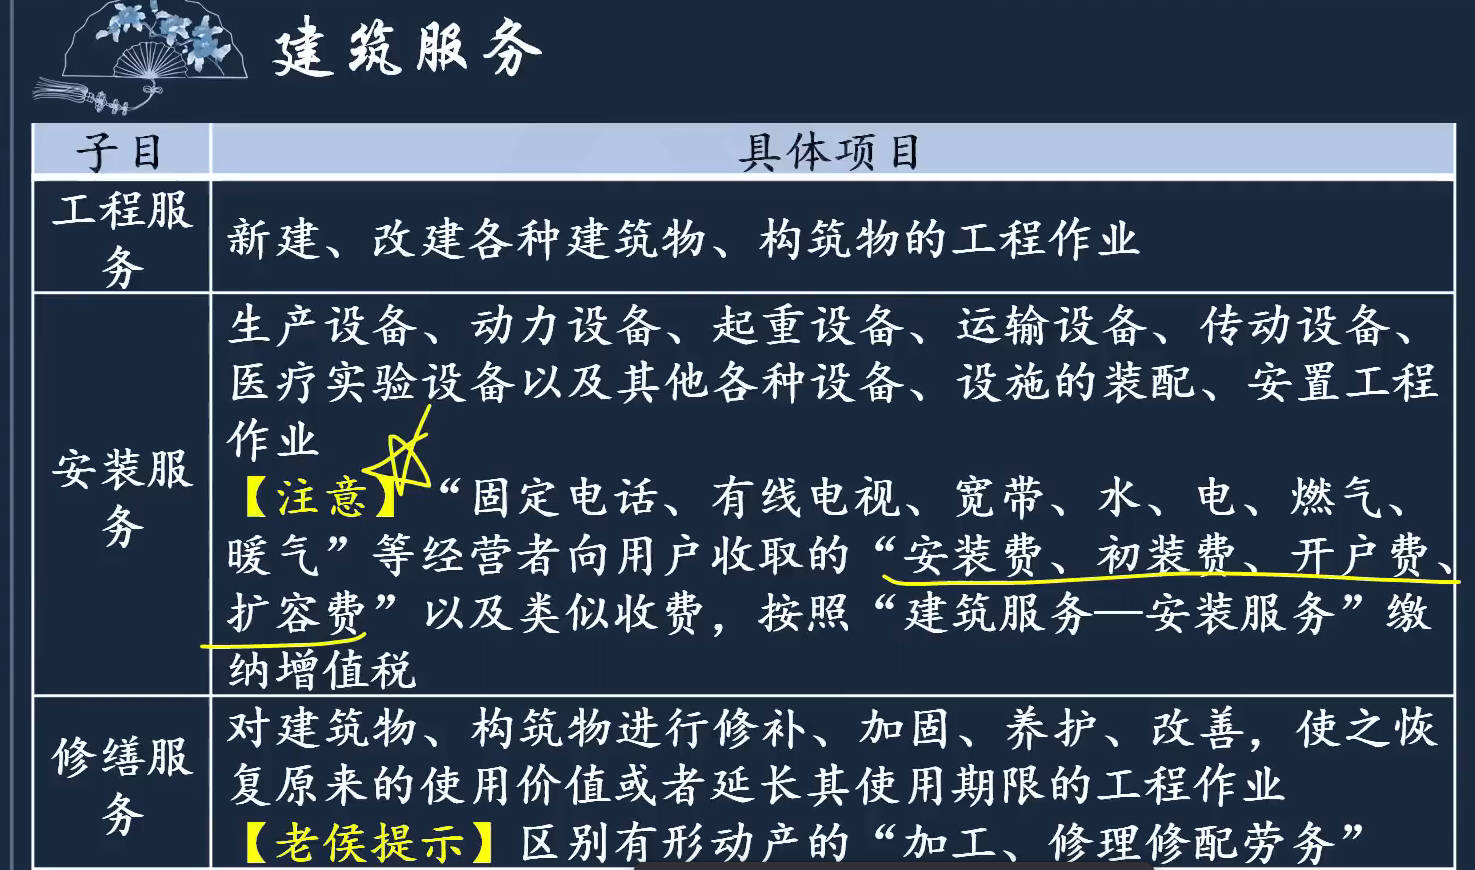 建筑服务
子目 具体项目
工程服
务
新建、改建各种建筑物、构筑物的工程作业
安装服
务
生产设备、动力设备、起重设备、运输设备、传动设备、
医疗实验设备以及其他各种设备、设施的装配、安置工程
作业
【注意】“固定电话、有线电视、宽带、水、电、燃气、
暖气”等经营者向用户收取的“安装费、初装费、开户费、
扩容费”以及类似收费，按照“建筑服务—安装服务”缴
纳增值税
修缮服
务
对建筑物、构筑物进行修补、加固、养护、改善，使之恢
复原来的使用价值或者延长其使用期限的工程作业
【老侯提示】区别有形动产的“加工、修理修配劳务”